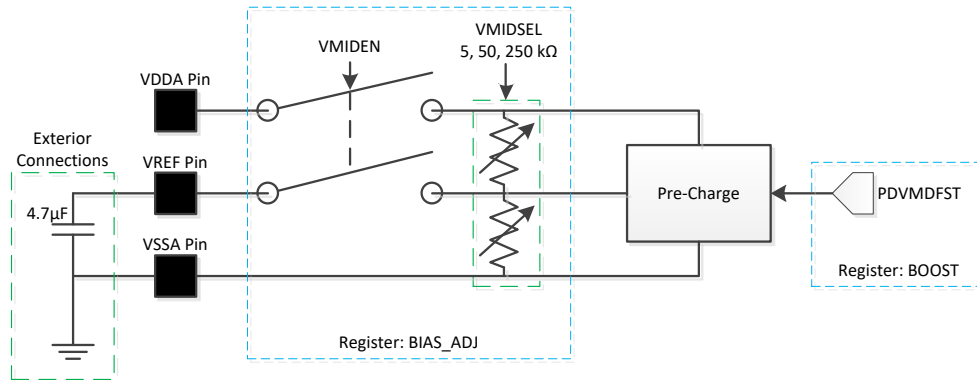 VMIDEN
VMIDSEL
5, 50, 250 kΩ
VDDA Pin
Exterior
Connections
VREF Pin
4.7µF
VSSA Pin
Pre-Charge
PDVMDFST
Register: BOOST
Register: BIAS_ADJ